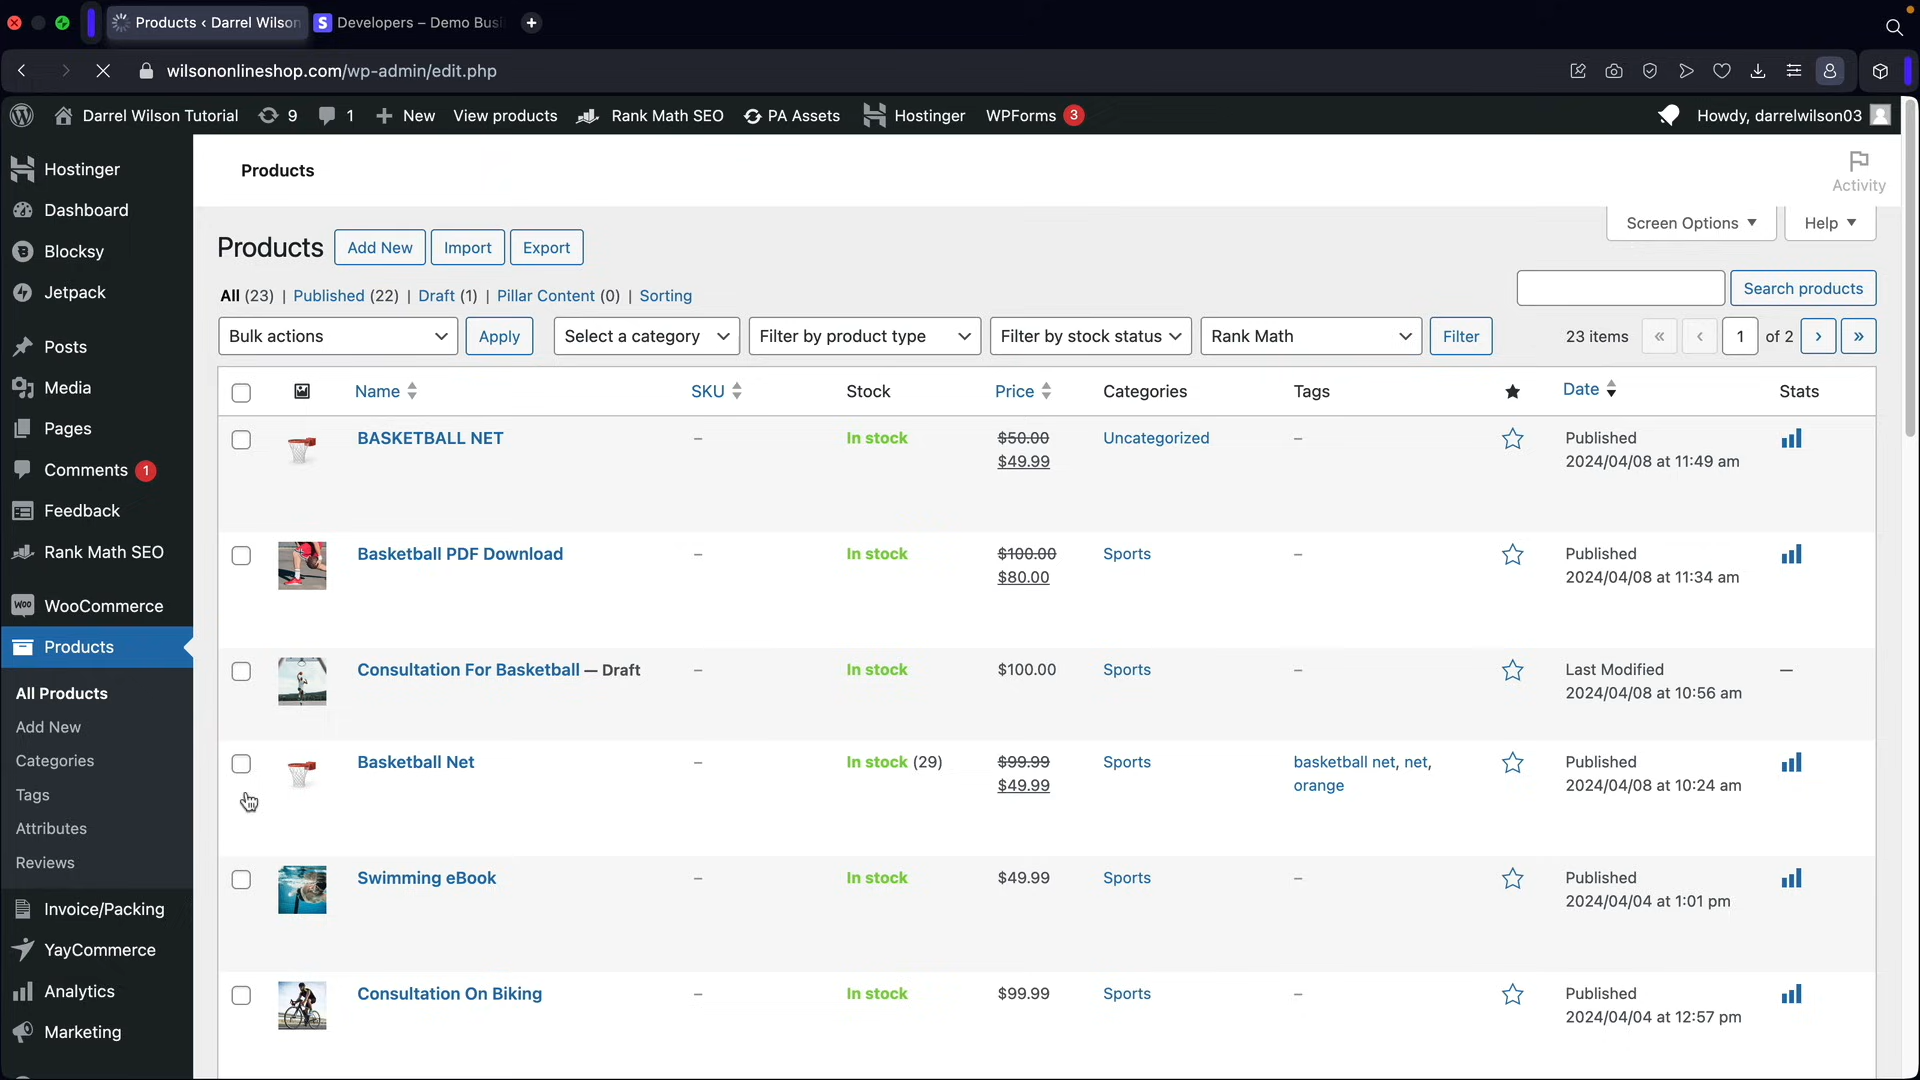 Products ‹ Darrel Wilson
S Developers – Demo Busi
wilsononlineshop.com/wp-admin/edit.php
Darrel Wilson Tutorial 9 1 New View products Rank Math SEO PA Assets Hostinger WPForms 3 Howdy, darrelwilson03
Hostinger
Dashboard
Blocksy
Jetpack
Posts
Media
Pages
Comments 1
Feedback
Rank Math SEO
Woo WooCommerce
Products
All Products
Add New
Categories
Tags
Attributes
Reviews
Invoice/Packing
YayCommerce
Analytics
Marketing
Products
Activity
Screen Options
Help
Products Add New Import Export
All (23) | Published (22) | Draft (1) | Pillar Content (0) | Sorting
Search products
Bulk actions Apply Select a category Filter by product type Filter by stock status Rank Math Filter 23 items « ‹ 1 of 2 › »
Name SKU Stock Price Categories Tags Date Stats
BASKETBALL NET – In stock $50.00 Uncategorized – Published
$49.99 2024/04/08 at 11:49 am
Basketball PDF Download – In stock $100.00 Sports – Published
$80.00 2024/04/08 at 11:34 am
Consultation For Basketball — Draft – In stock $100.00 Sports – Last Modified —
2024/04/08 at 10:56 am
Basketball Net – In stock (29) $99.99 Sports basketball net, net, Published
$49.99 orange 2024/04/08 at 10:24 am
Swimming eBook – In stock $49.99 Sports – Published
2024/04/04 at 1:01 pm
Consultation On Biking – In stock $99.99 Sports – Published
2024/04/04 at 12:57 pm